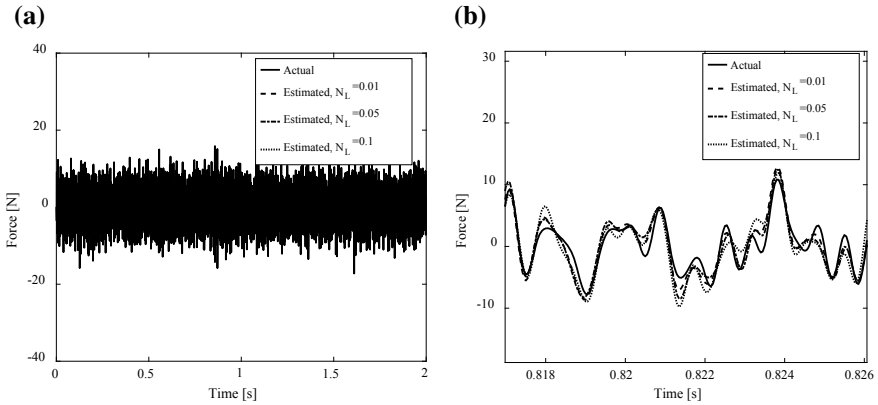 (a)
40
20
0
-20
-40
Force [N]
0
0.5
1
1.5
2
Time [s]
Actual
Estimated, N_L=0.01
Estimated, N_L=0.05
Estimated, N_L=0.1
(b)
30
20
10
0
-10
Force [N]
0.818
0.82
0.822
0.824
0.826
Time [s]
Actual
Estimated, N_L=0.01
Estimated, N_L=0.05
Estimated, N_L=0.1